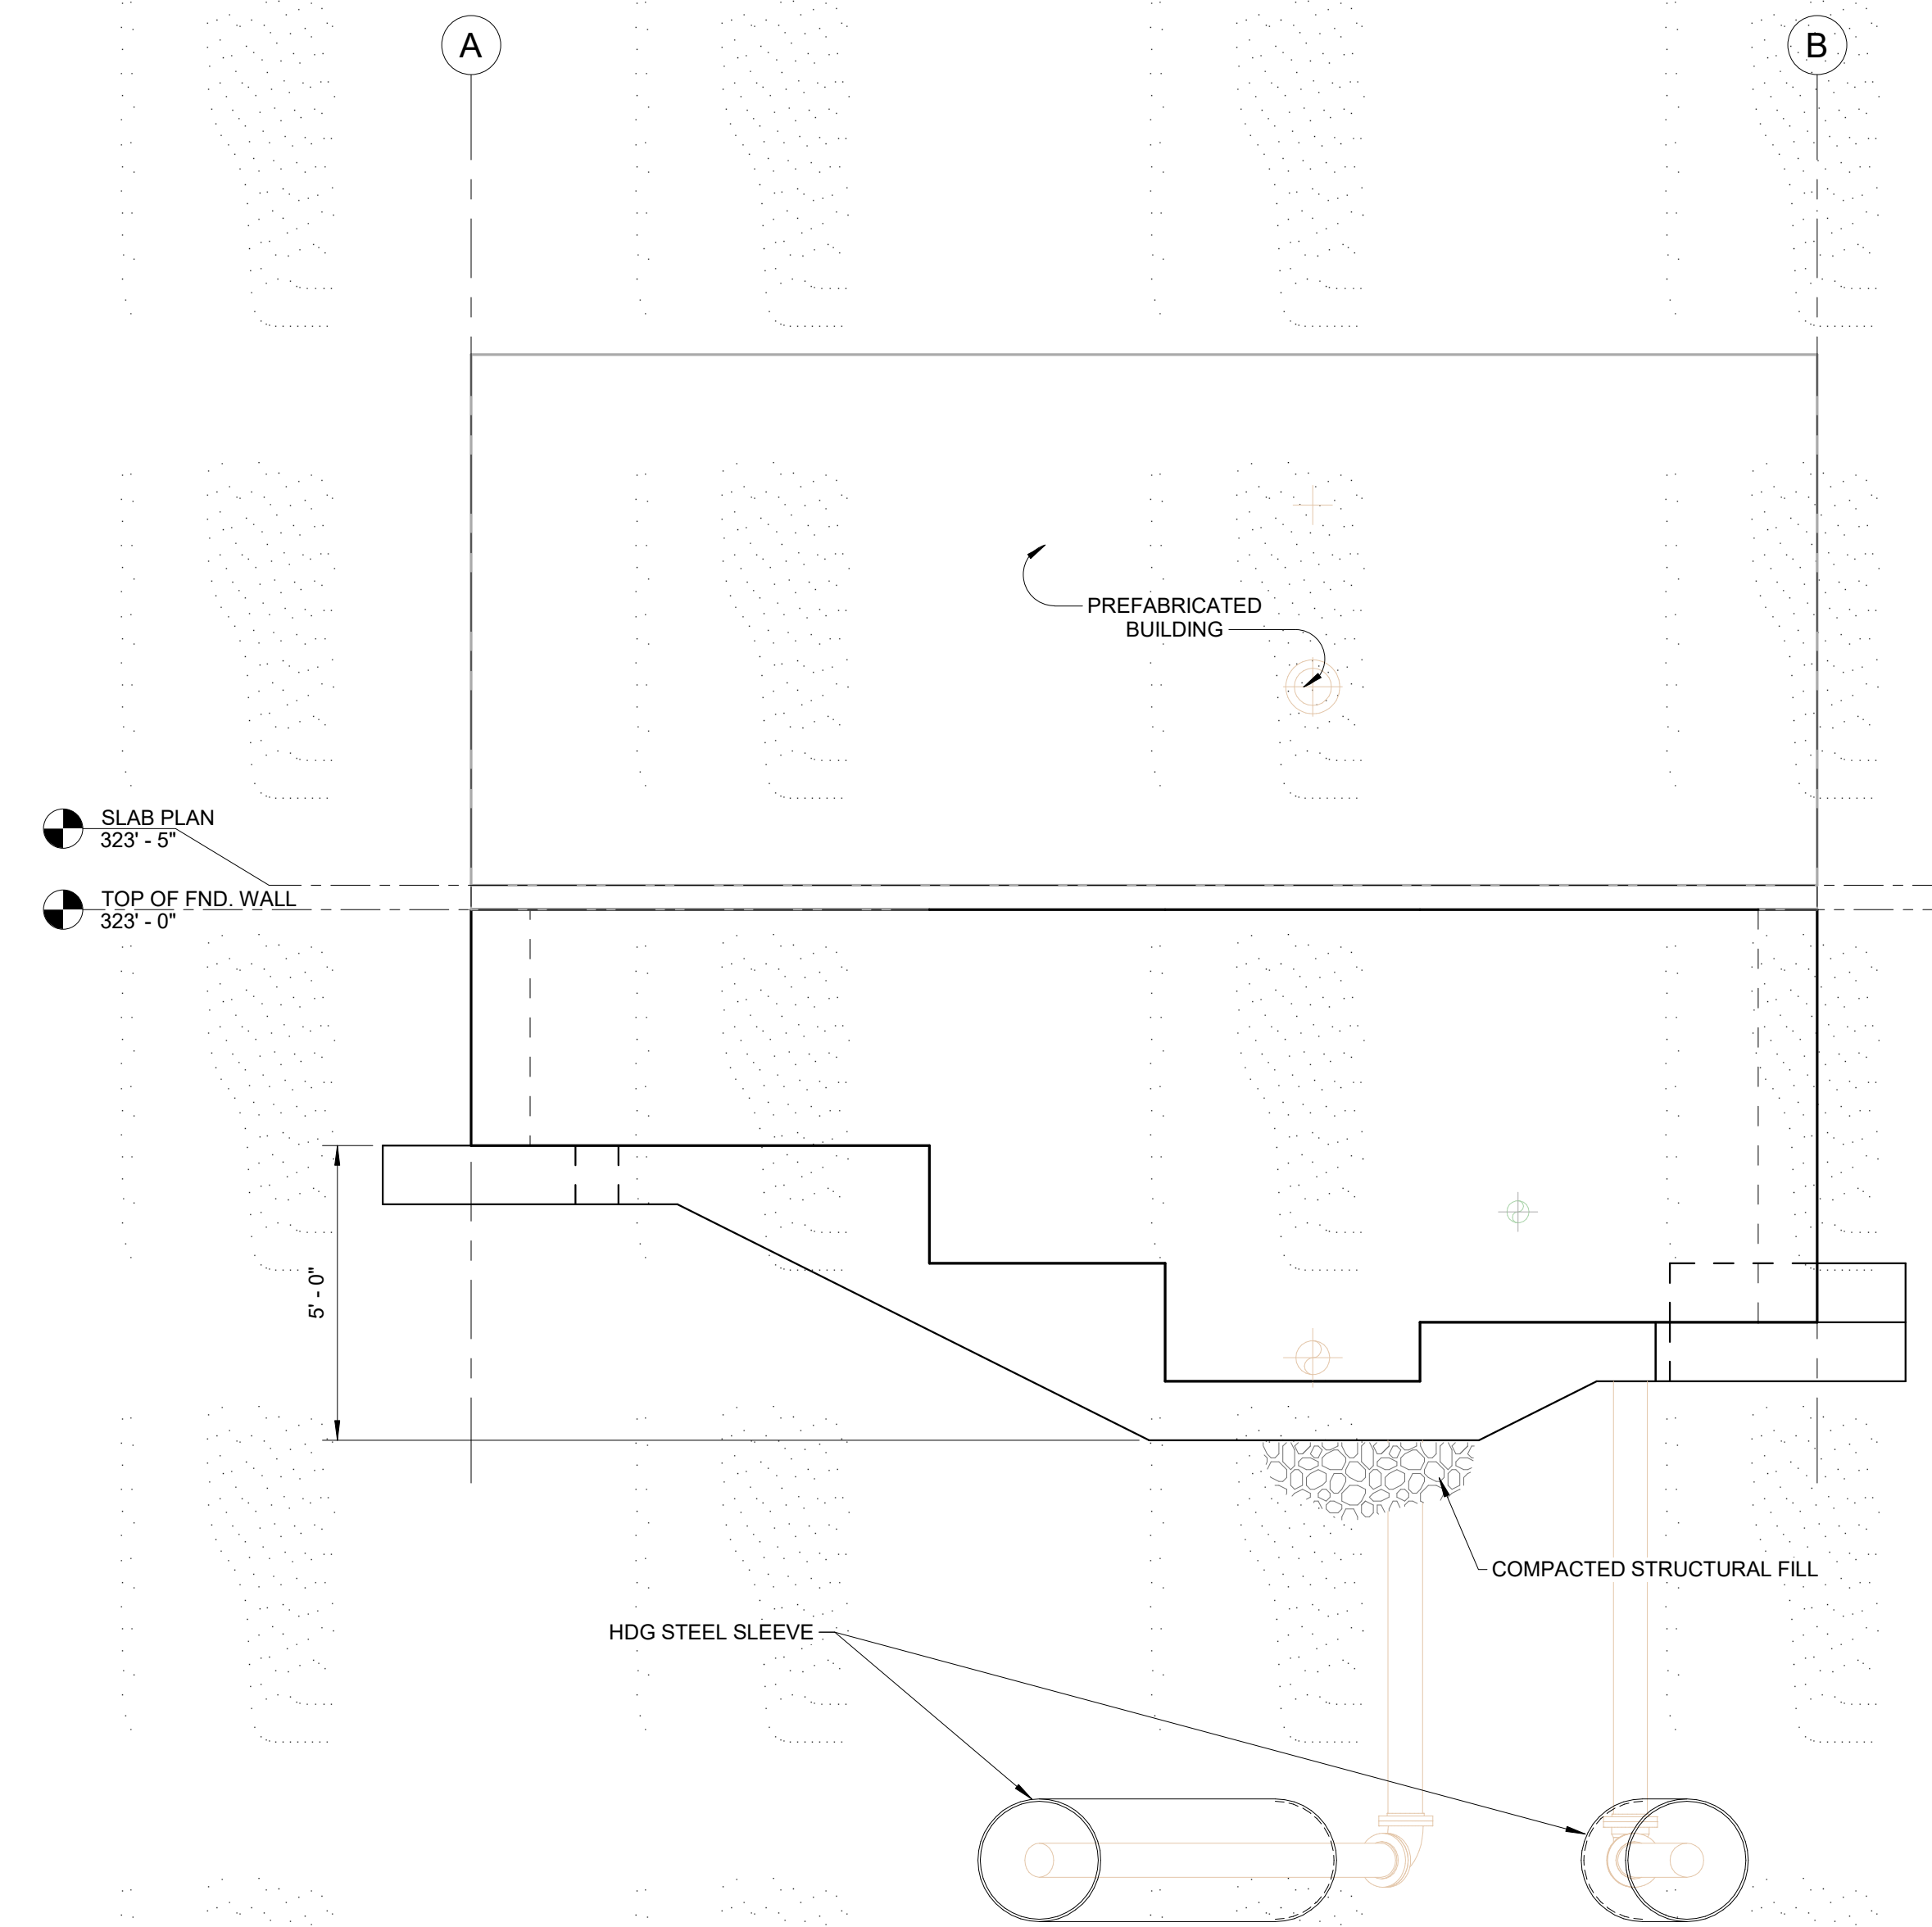 A
B
PREFABRICATED
BUILDING
SLAB PLAN
323' - 5"
TOP OF FND. WALL
323' - 0"
5' - 0"
COMPACTED STRUCTURAL FILL
HDG STEEL SLEEVE